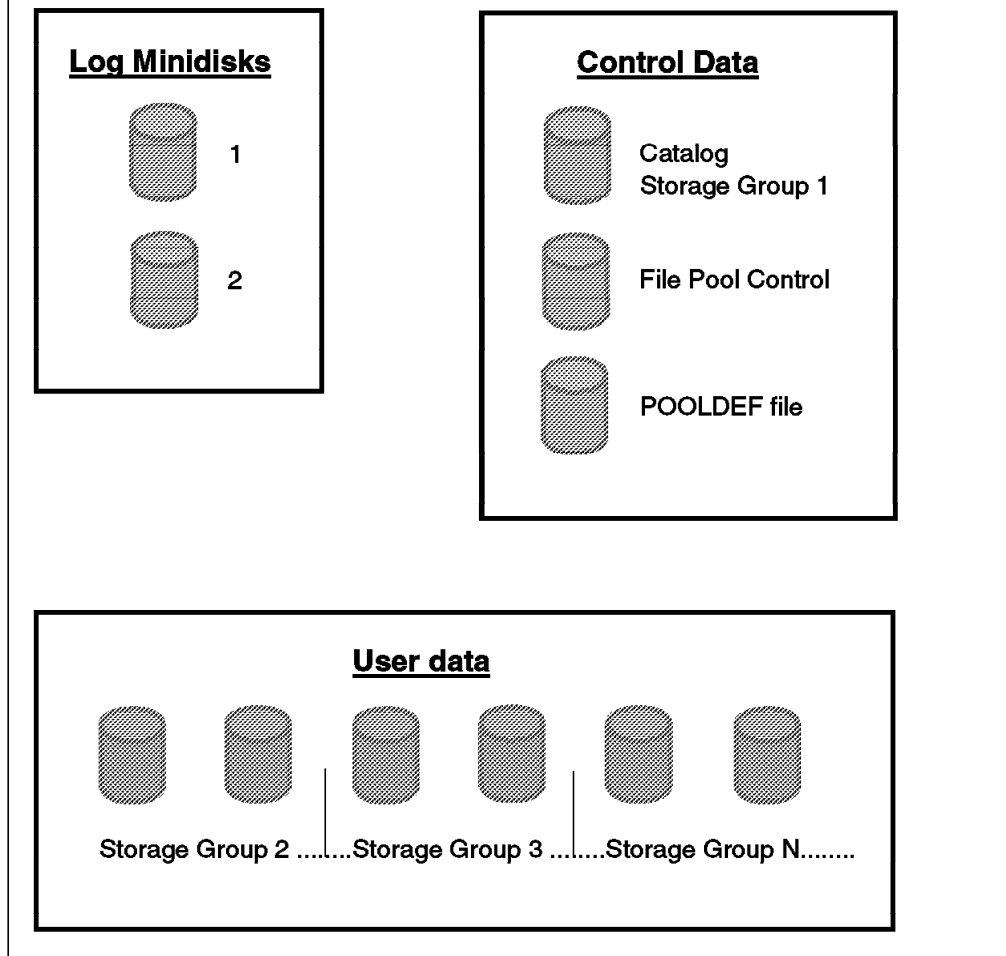 Log Minidisks
1
2
Control Data
Catalog
Storage Group 1
File Pool Control
POOLDEF file
User data
Storage Group 2 ........Storage Group 3 ........Storage Group N........